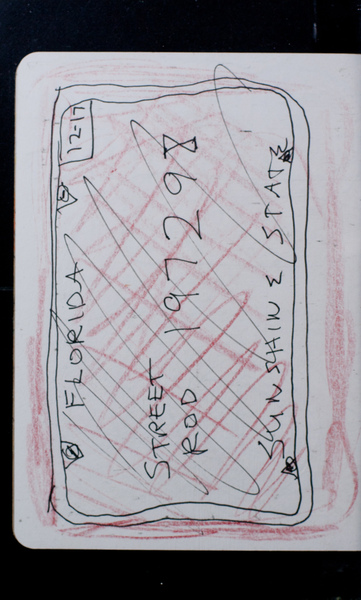 FLORIDA 12-17
STREET
ROD 197298
SUNSHINE STATE